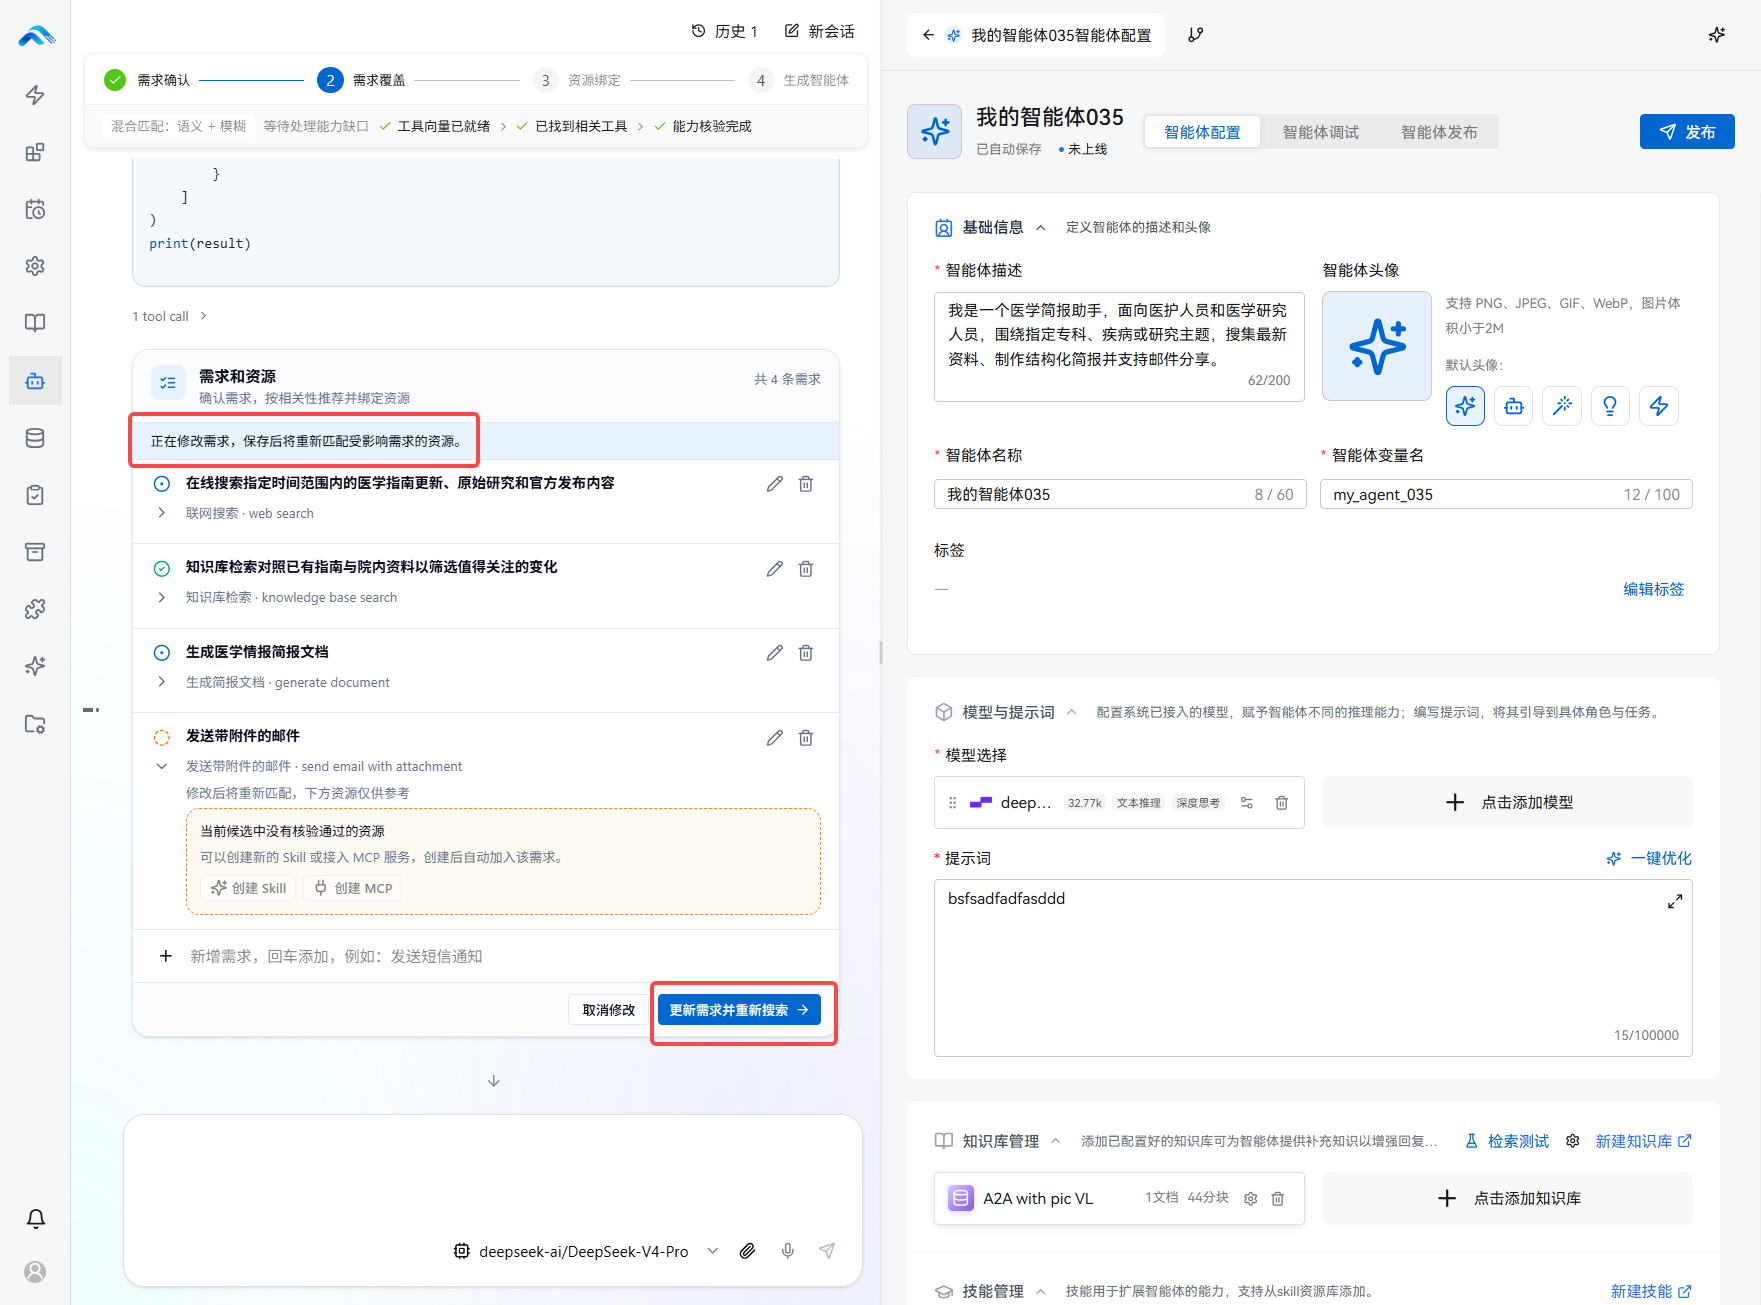 历史 1
新会话
需求确认
2 需求覆盖
3 资源绑定
4 生成智能体
混合匹配：语义 + 模糊 等待处理能力缺口 工具向量已就绪 已找到相关工具 能力核验完成
}
]
)
print(result)
1 tool call
需求和资源
确认需求，按相关性推荐并绑定资源
共 4 条需求
正在修改需求，保存后将重新匹配受影响需求的资源。
在线搜索指定时间范围内的医学指南更新、原始研究和官方发布内容
联网搜索 · web search
知识库检索对照已有指南与院内资料以筛选值得关注的变化
知识库检索 · knowledge base search
生成医学情报简报文档
生成简报文档 · generate document
发送带附件的邮件
发送带附件的邮件 · send email with attachment
修改后将重新匹配，下方资源仅供参考
当前候选中没有核验通过的资源
可以创建新的 Skill 或接入 MCP 服务，创建后自动加入该需求。
创建 Skill
创建 MCP
新增需求，回车添加，例如：发送短信通知
取消修改
更新需求并重新搜索
deepseek-ai/DeepSeek-V4-Pro
我的智能体035智能体配置
我的智能体035
已自动保存
未上线
智能体配置
智能体调试
智能体发布
发布
基础信息
定义智能体的描述和头像
* 智能体描述
我是一个医学简报助手，面向医护人员和医学研究
人员，围绕指定专科、疾病或研究主题，搜集最新
资料、制作结构化简报并支持邮件分享。
62/200
智能体头像
支持 PNG、JPEG、GIF、WebP，图片体
积小于2M
默认头像：
* 智能体名称
我的智能体035
8 / 60
* 智能体变量名
my_agent_035
12 / 100
标签
—
编辑标签
模型与提示词
配置系统已接入的模型，赋予智能体不同的推理能力；编写提示词，将其引导到具体角色与任务。
* 模型选择
deep... 32.77k 文本推理 深度思考
点击添加模型
* 提示词
一键优化
bsfsadfadfasddd
15/100000
知识库管理
添加已配置好的知识库可为智能体提供补充知识以增强回复...
检索测试
新建知识库
A2A with pic VL
1文档 44分块
点击添加知识库
技能管理
技能用于扩展智能体的能力，支持从skill资源库添加。
新建技能